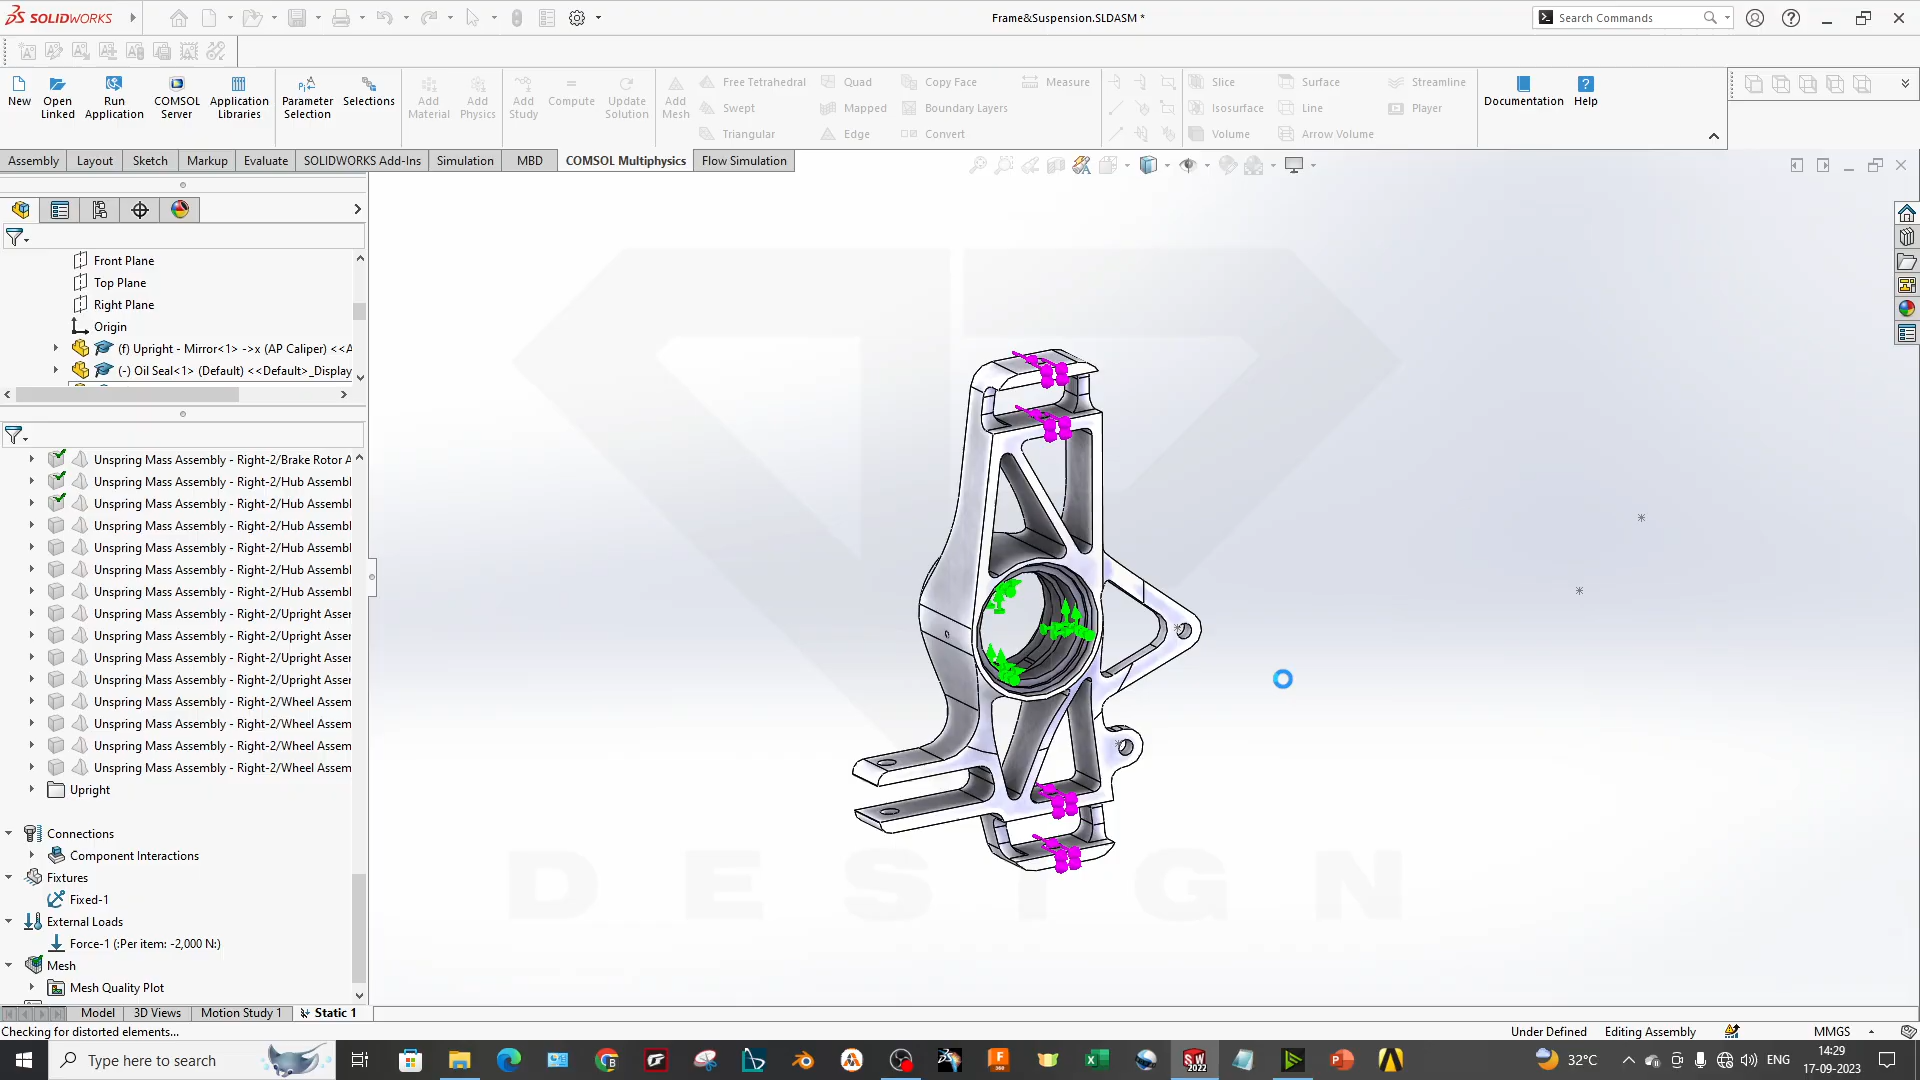 SOLIDWORKS
Frame&Suspension.SLDASM *
Search Commands
New
Open Linked
Run Application
COMSOL Server
Application Libraries
Parameter Selection
Selections
Add Material
Add Physics
Add Study
Compute
Update Solution
Add Mesh
Free Tetrahedral
Swept
Triangular
Quad
Mapped
Edge
Copy Face
Boundary Layers
Convert
Measure
Slice
Isosurface
Volume
Surface
Line
Arrow Volume
Streamline
Player
Documentation
Help
Assembly
Layout
Sketch
Markup
Evaluate
SOLIDWORKS Add-Ins
Simulation
MBD
COMSOL Multiphysics
Flow Simulation
Front Plane
Top Plane
Right Plane
Origin
(f) Upright - Mirror<1> ->x (AP Caliper) <<A
(-) Oil Seal<1> (Default) <<Default>_Display
Unspring Mass Assembly - Right-2/Brake Rotor A
Unspring Mass Assembly - Right-2/Hub Assembl
Unspring Mass Assembly - Right-2/Hub Assembl
Unspring Mass Assembly - Right-2/Hub Assembl
Unspring Mass Assembly - Right-2/Hub Assembl
Unspring Mass Assembly - Right-2/Hub Assembl
Unspring Mass Assembly - Right-2/Hub Assembl
Unspring Mass Assembly - Right-2/Upright Asser
Unspring Mass Assembly - Right-2/Upright Asser
Unspring Mass Assembly - Right-2/Upright Asser
Unspring Mass Assembly - Right-2/Upright Asser
Unspring Mass Assembly - Right-2/Wheel Assem
Unspring Mass Assembly - Right-2/Wheel Assem
Unspring Mass Assembly - Right-2/Wheel Assem
Unspring Mass Assembly - Right-2/Wheel Assem
Upright
Connections
Component Interactions
Fixtures
Fixed-1
External Loads
Force-1 (:Per item: -2,000 N:)
Mesh
Mesh Quality Plot
DESIGN
Model
3D Views
Motion Study 1
Static 1
Checking for distorted elements...
Under Defined
Editing Assembly
MMGS
Type here to search
SW
2022
32°C
ENG
14:29
17-09-2023